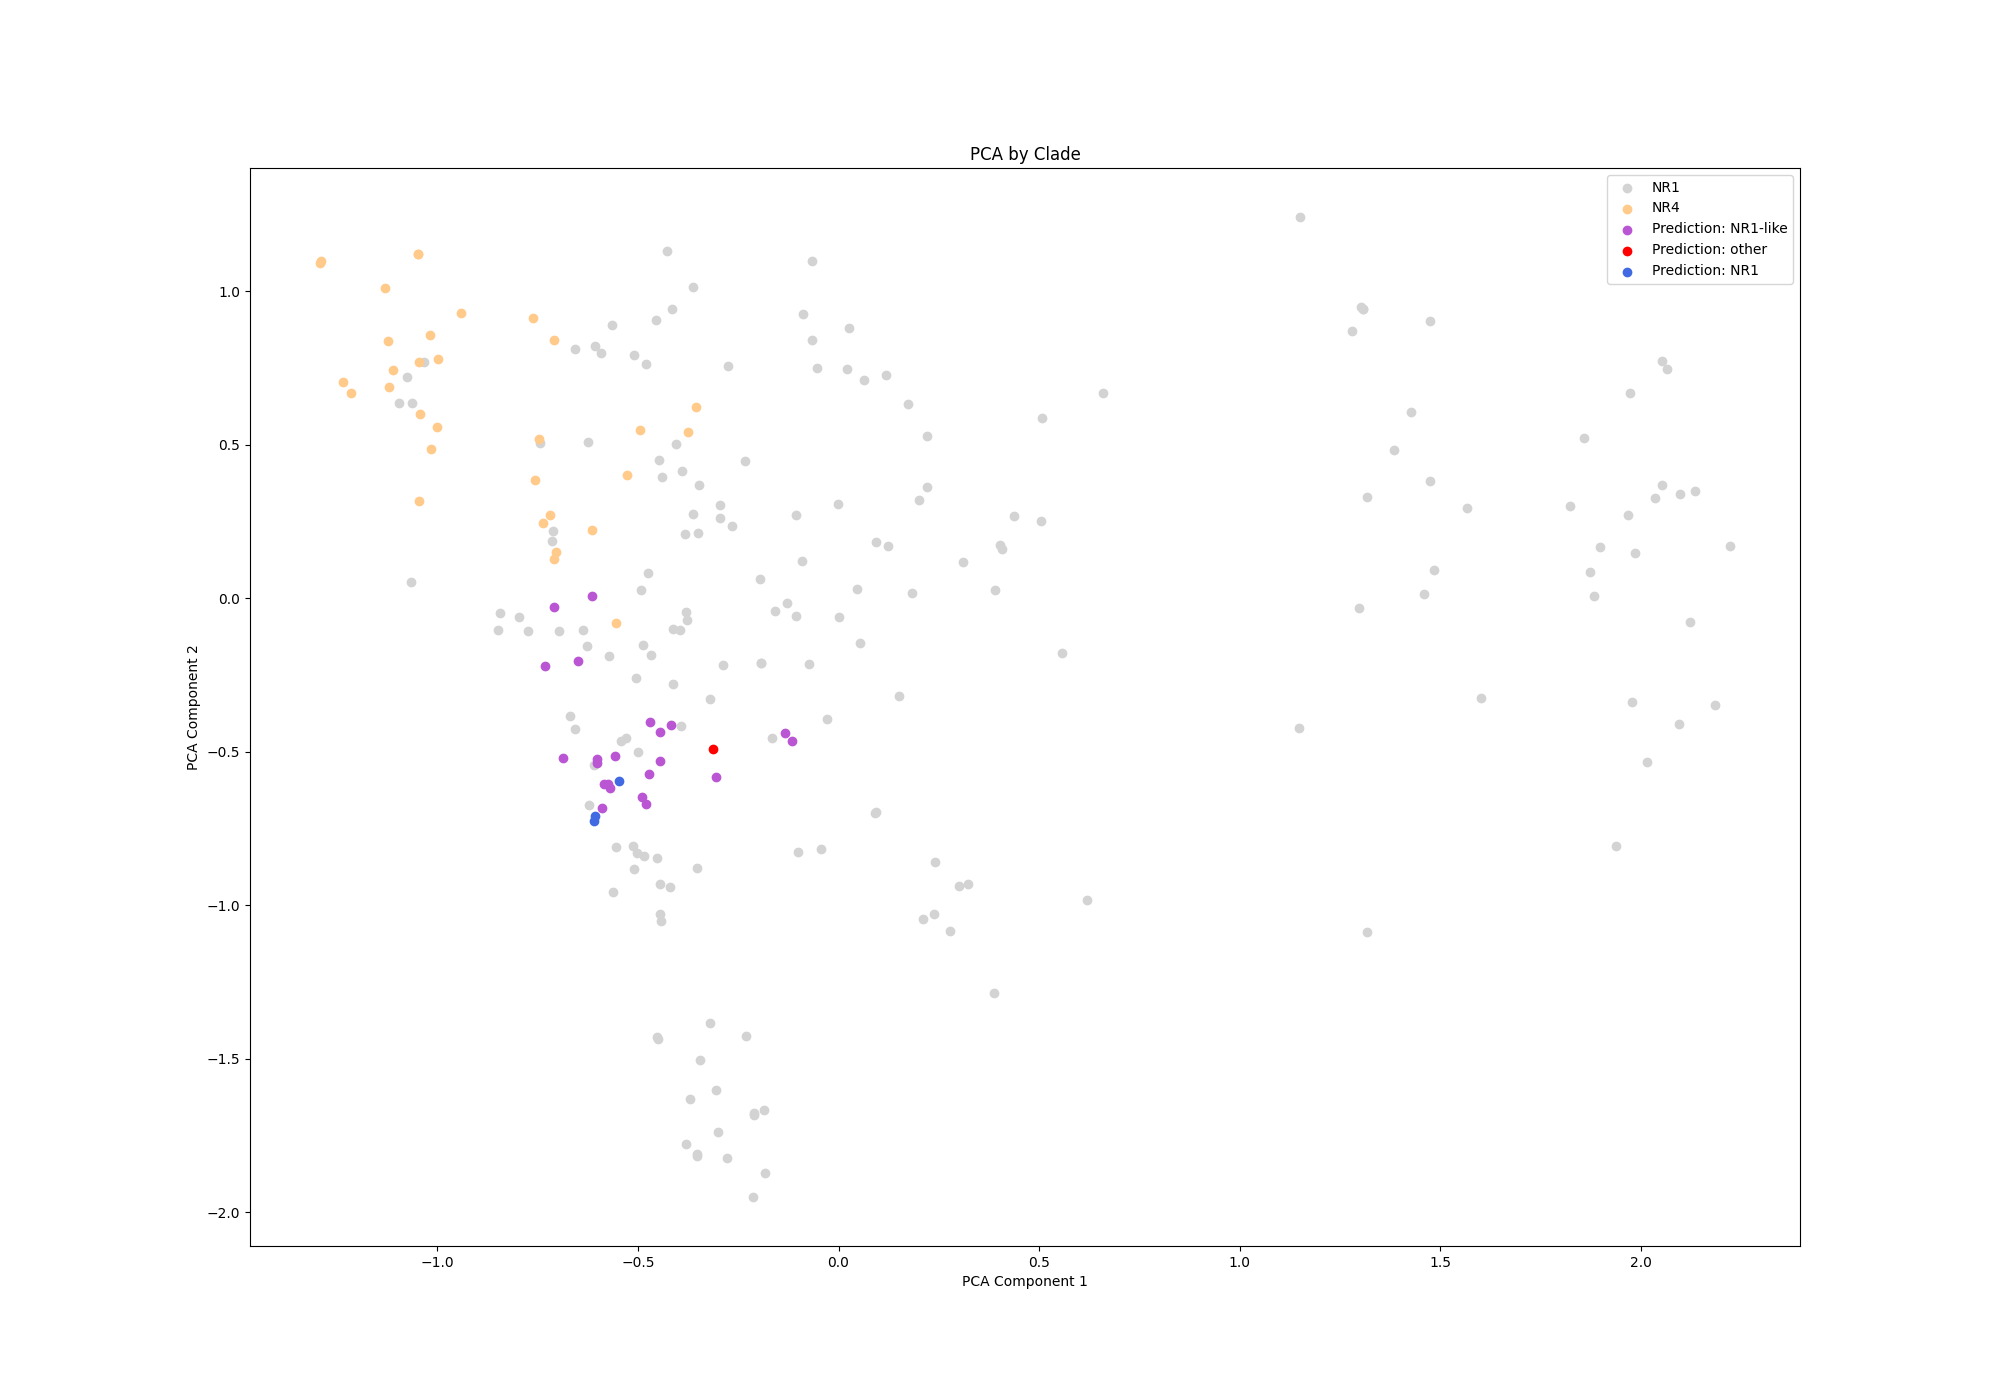 PCA by Clade
NR1
NR4
Prediction: NR1-like
Prediction: other
Prediction: NR1
1.0
0.5
0.0
−0.5
−1.0
−1.5
−2.0
PCA Component 2
−1.0
−0.5
0.0
0.5
1.0
1.5
2.0
PCA Component 1